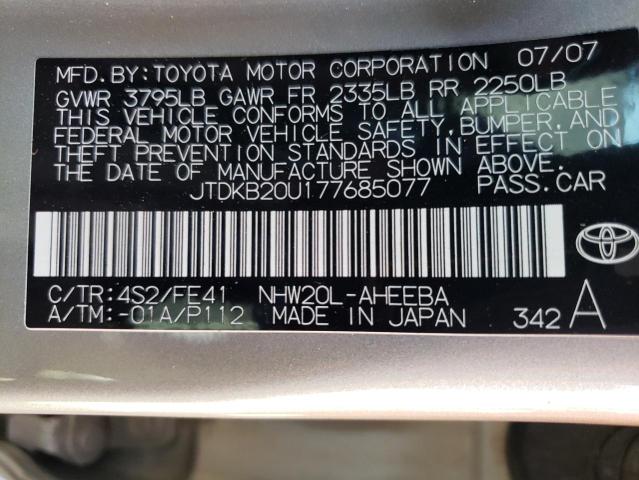 MFD.BY:TOYOTA MOTOR CORPORATION 07/07
GVWR 3795LB GAWR FR 2335LB RR 2250LB
THIS VEHICLE CONFORMS TO ALL APPLICABLE
FEDERAL MOTOR VEHICLE SAFETY,BUMPER,AND
THEFT PREVENTION STANDARDS IN EFFECT ON
THE DATE OF MANUFACTURE SHOWN ABOVE.
JTDKB20U177685077 PASS.CAR
C/TR:4S2/FE41 NHW20L-AHEEBA
A/TM:-01A/P112 MADE IN JAPAN 342 A